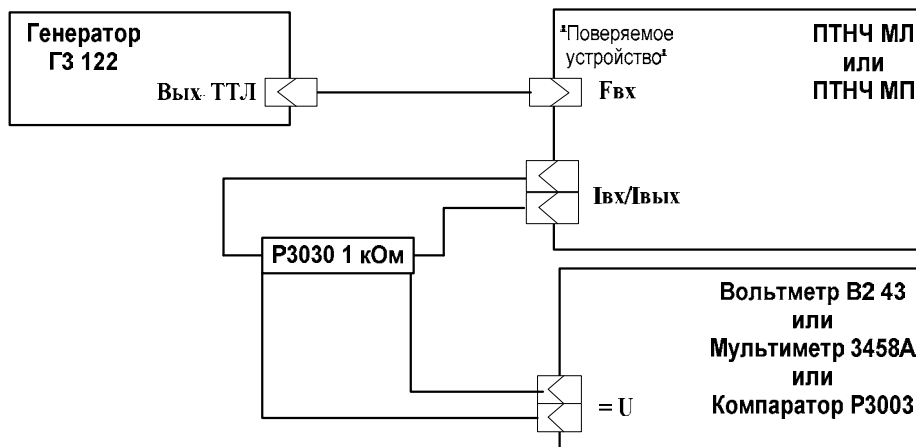 Генератор
Г3 122
Вых ТТЛ
"Поверяемое
устройство"
Fвх
ПТНЧ МЛ
или
ПТНЧ МП
Iвх/Iвых
Р3030 1 кОм
Вольтметр В2 43
или
Мультиметр 3458А
или
Компаратор Р3003
= U